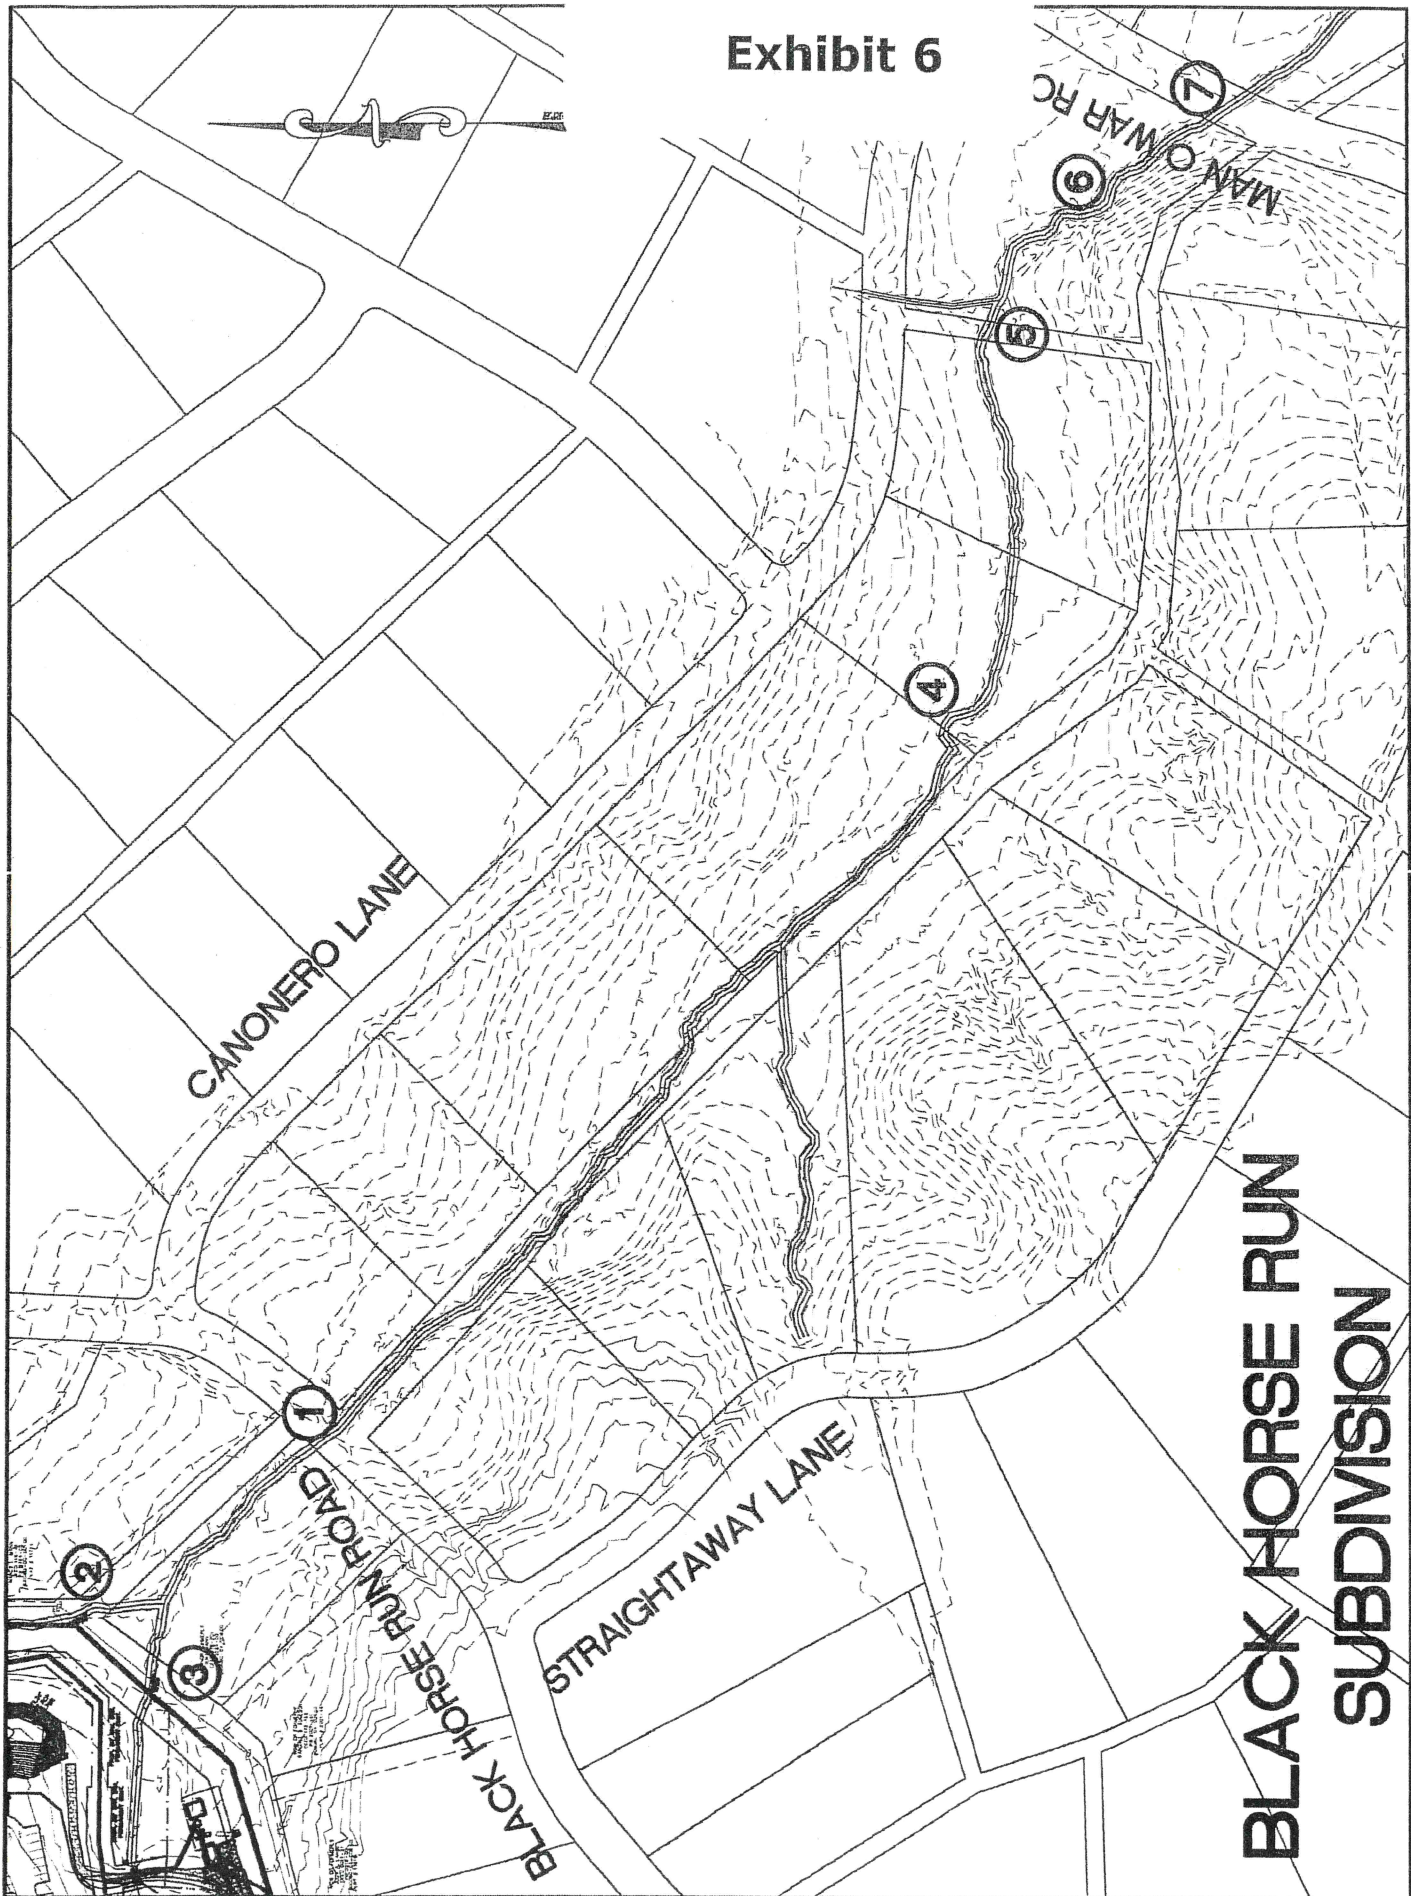 Exhibit 6
MAN O WAR RO
7
6
5
4
CANONERO LANE
1
2
3
BLACK HORSE RUN ROAD
STRAIGHTAWAY LANE
BLACK HORSE RUN
SUBDIVISION